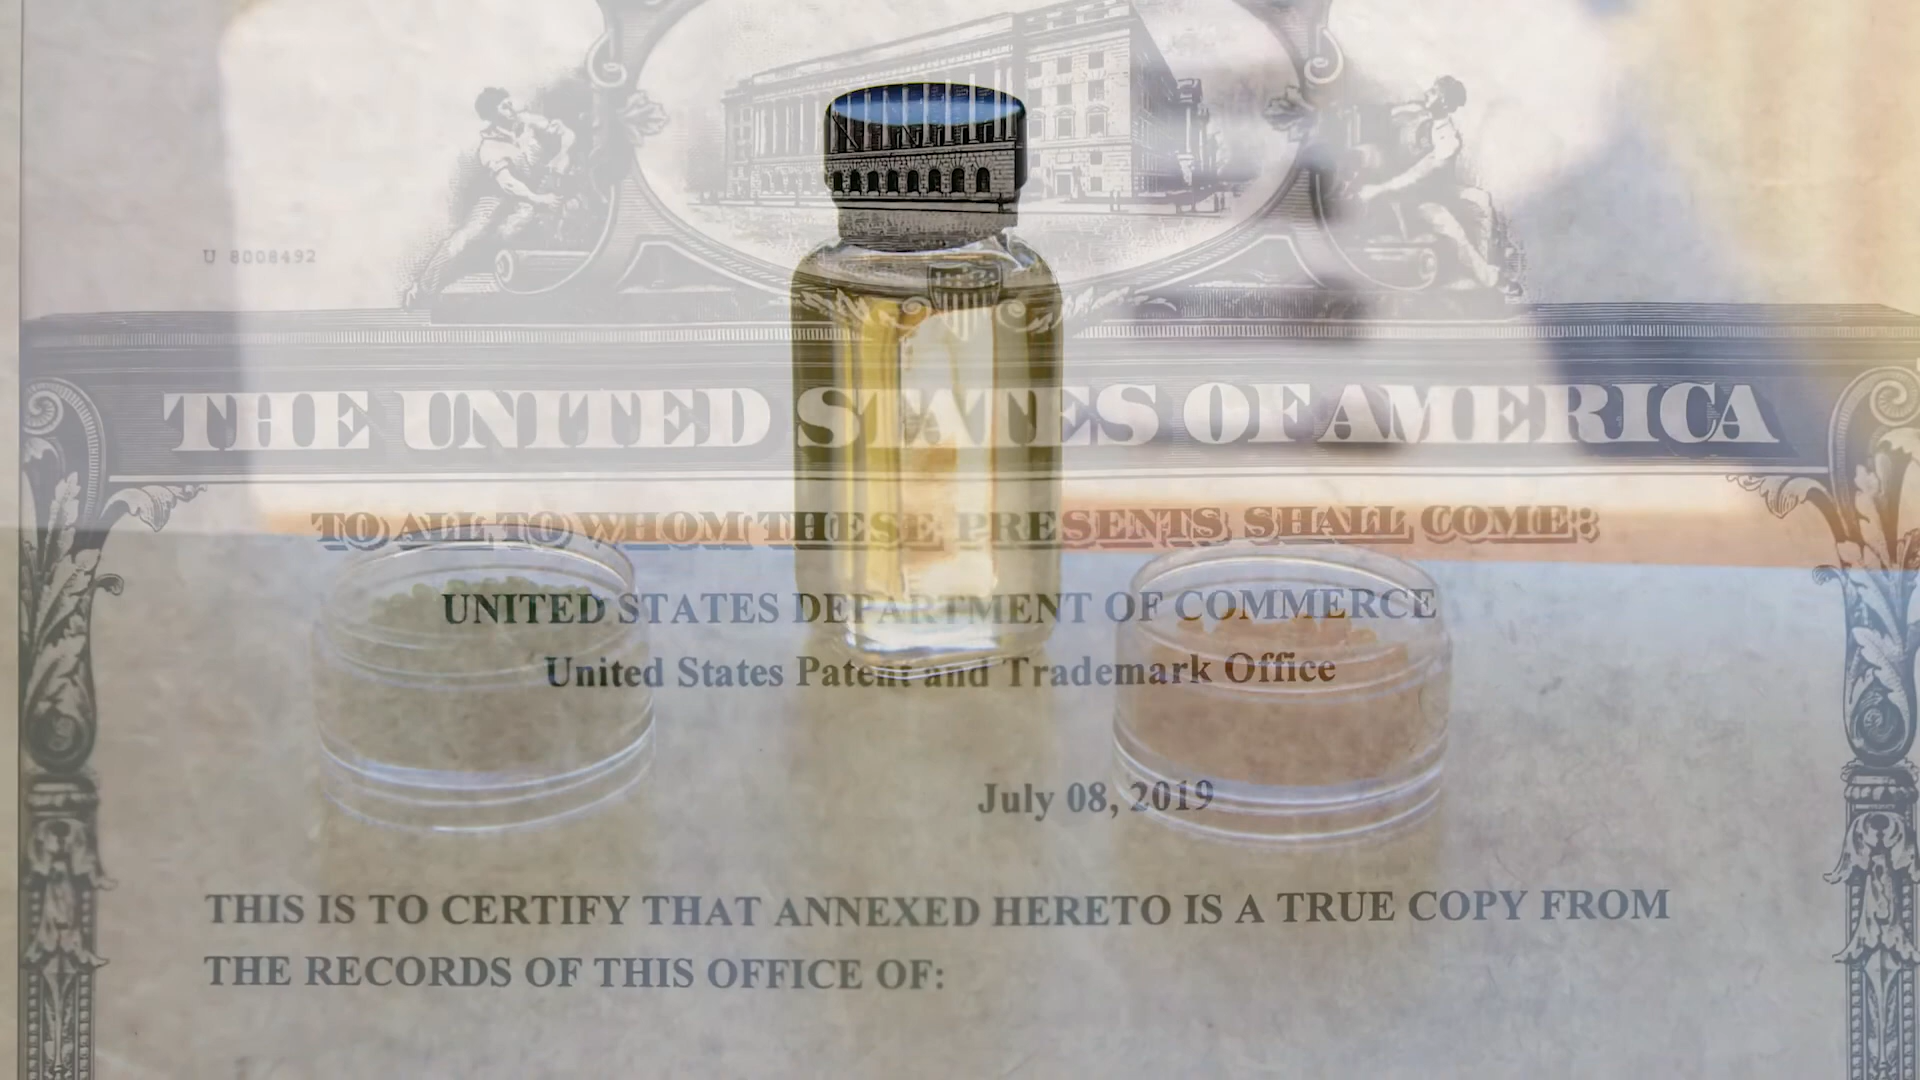 U 8008492
THE UNITED STATES OF AMERICA
TO ALL TO WHOM THESE PRESENTS SHALL COME:
UNITED STATES DEPARTMENT OF COMMERCE
United States Patent and Trademark Office
July 08, 2019
THIS IS TO CERTIFY THAT ANNEXED HERETO IS A TRUE COPY FROM
THE RECORDS OF THIS OFFICE OF: